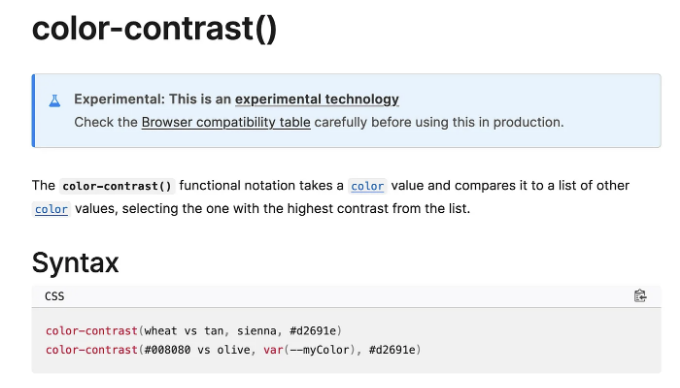 color-contrast()
Experimental: This is an experimental technology
Check the Browser compatibility table carefully before using this in production.
The color-contrast() functional notation takes a color value and compares it to a list of other
color values, selecting the one with the highest contrast from the list.
Syntax
CSS
color-contrast(wheat vs tan, sienna, #d2691e)
color-contrast(#008080 vs olive, var(--myColor), #d2691e)